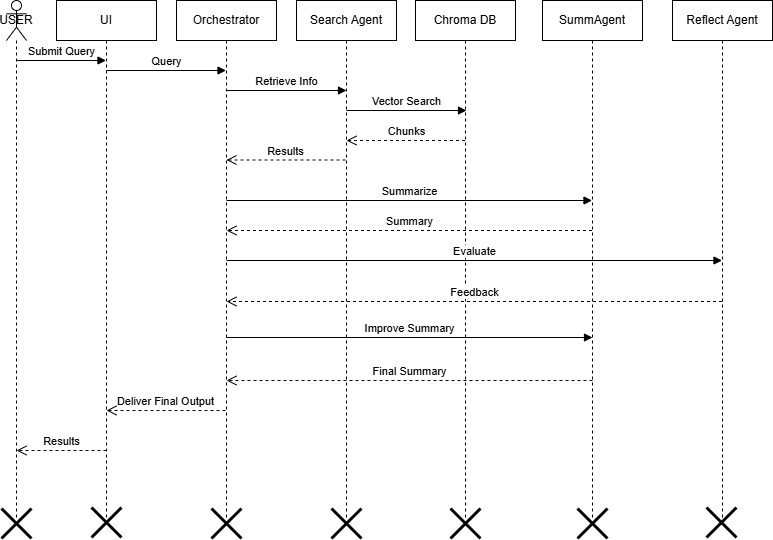 USER
UI
Orchestrator
Search Agent
Chroma DB
SummAgent
Reflect Agent
Submit Query
Query
Retrieve Info
Vector Search
Chunks
Results
Summarize
Summary
Evaluate
Feedback
Improve Summary
Final Summary
Deliver Final Output
Results